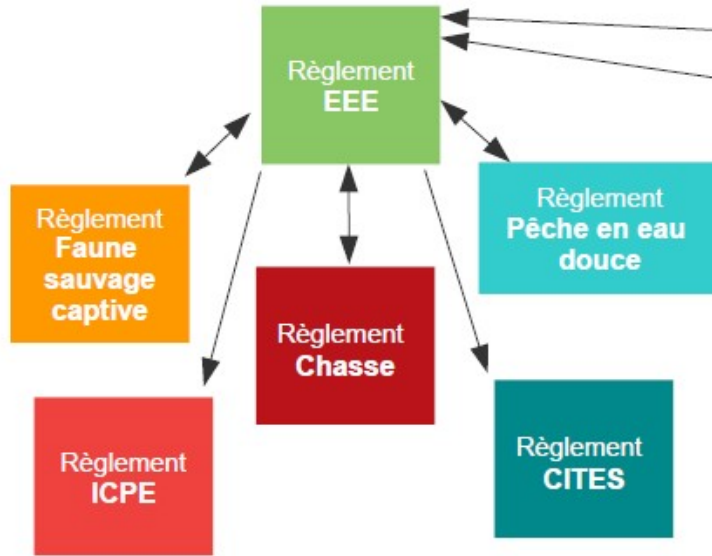 Règlement
EEE
Règlement
Faune
sauvage
captive
Règlement
Pêche en eau
douce
Règlement
Chasse
Règlement
ICPE
Règlement
CITES